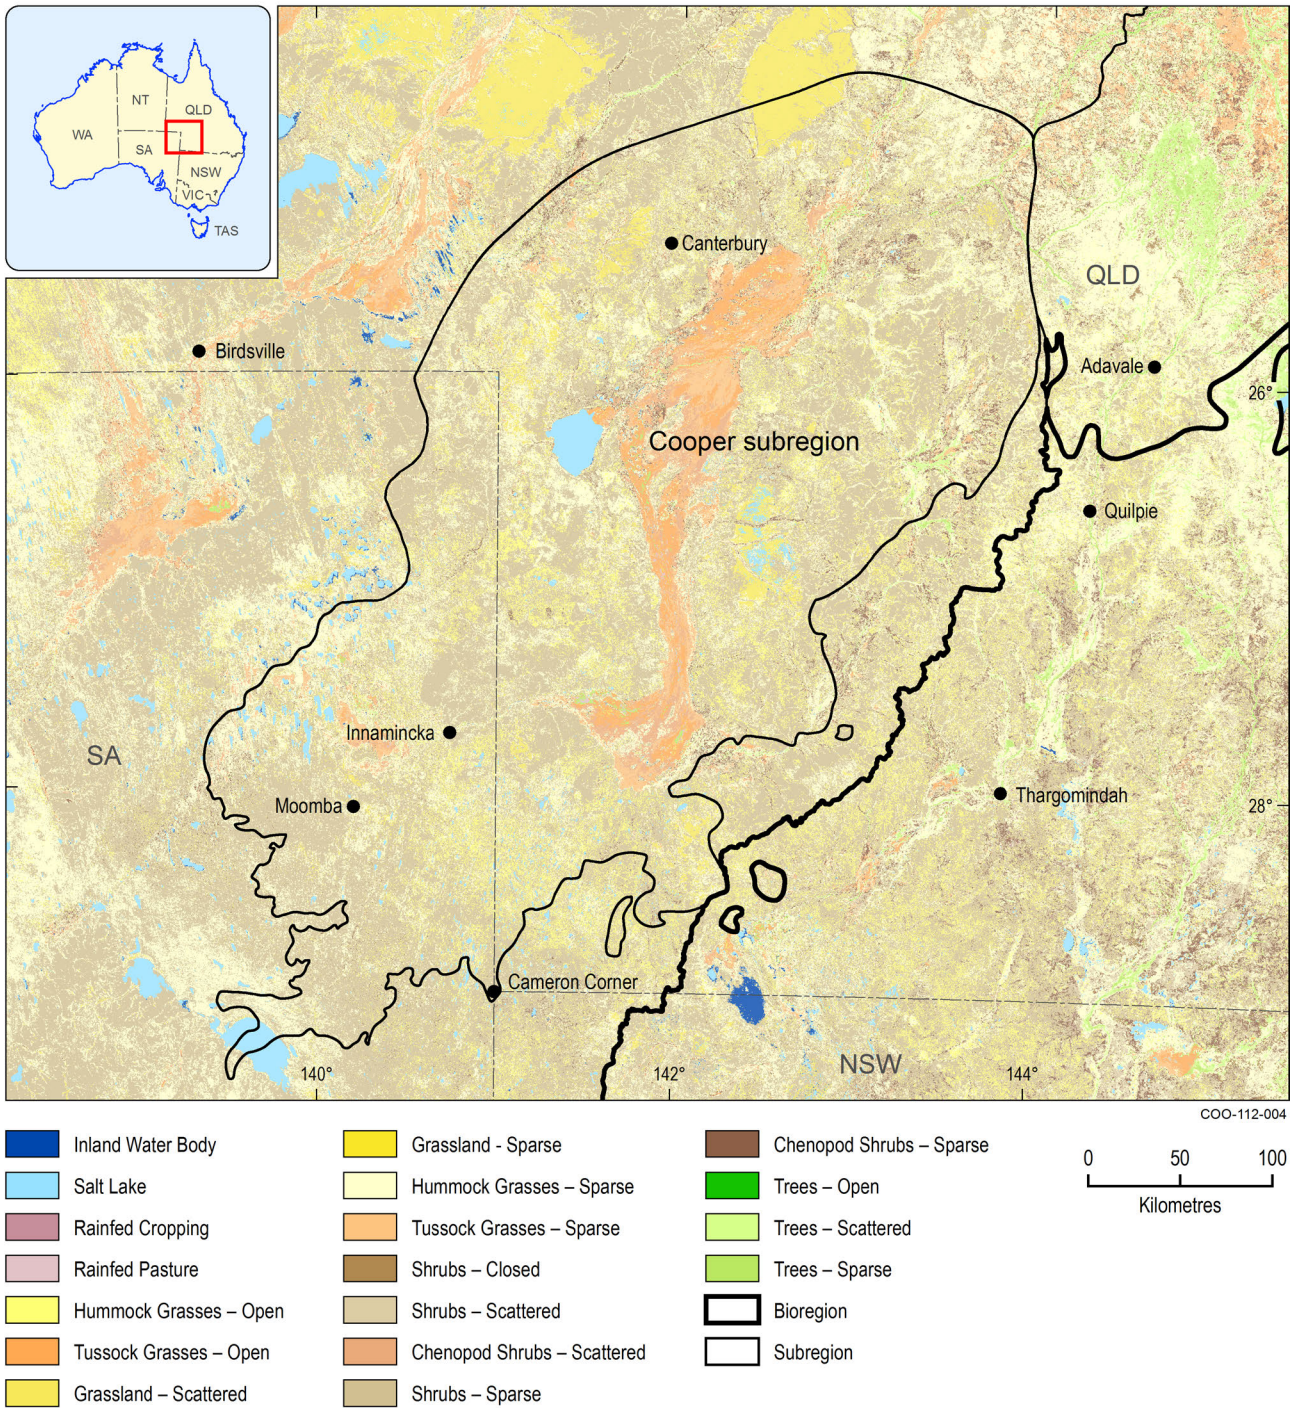 NT
QLD
WA
SA
NSW
VIC
TAS
Canterbury
QLD
Birdsville
Adavale
26°
Cooper subregion
Quilpie
Innamincka
SA
Moomba
Thargomindah
28°
Cameron Corner
NSW
140°
142°
144°
COO-112-004
Inland Water Body
Salt Lake
Rainfed Cropping
Rainfed Pasture
Hummock Grasses – Open
Tussock Grasses – Open
Grassland – Scattered
Grassland - Sparse
Hummock Grasses – Sparse
Tussock Grasses – Sparse
Shrubs – Closed
Shrubs – Scattered
Chenopod Shrubs – Scattered
Shrubs – Sparse
Chenopod Shrubs – Sparse
Trees – Open
Trees – Scattered
Trees – Sparse
Bioregion
Subregion
0 50 100
Kilometres